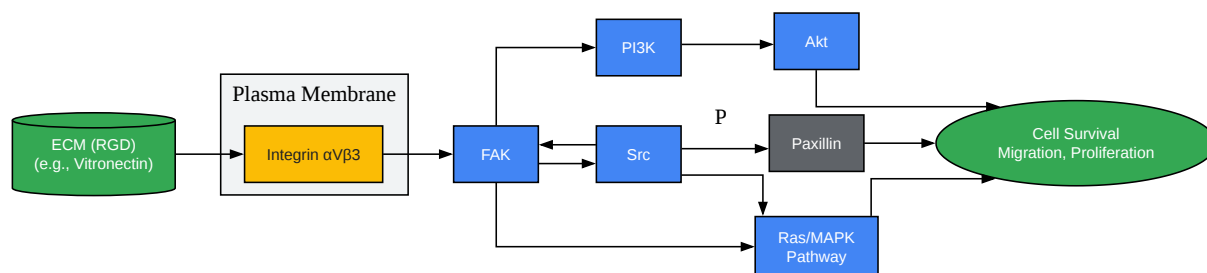 PI3K
Akt
Plasma Membrane
P
ECM (RGD)
(e.g., Vitronectin)
Integrin αVβ3
FAK
Src
Paxillin
Cell Survival
Migration, Proliferation
Ras/MAPK
Pathway